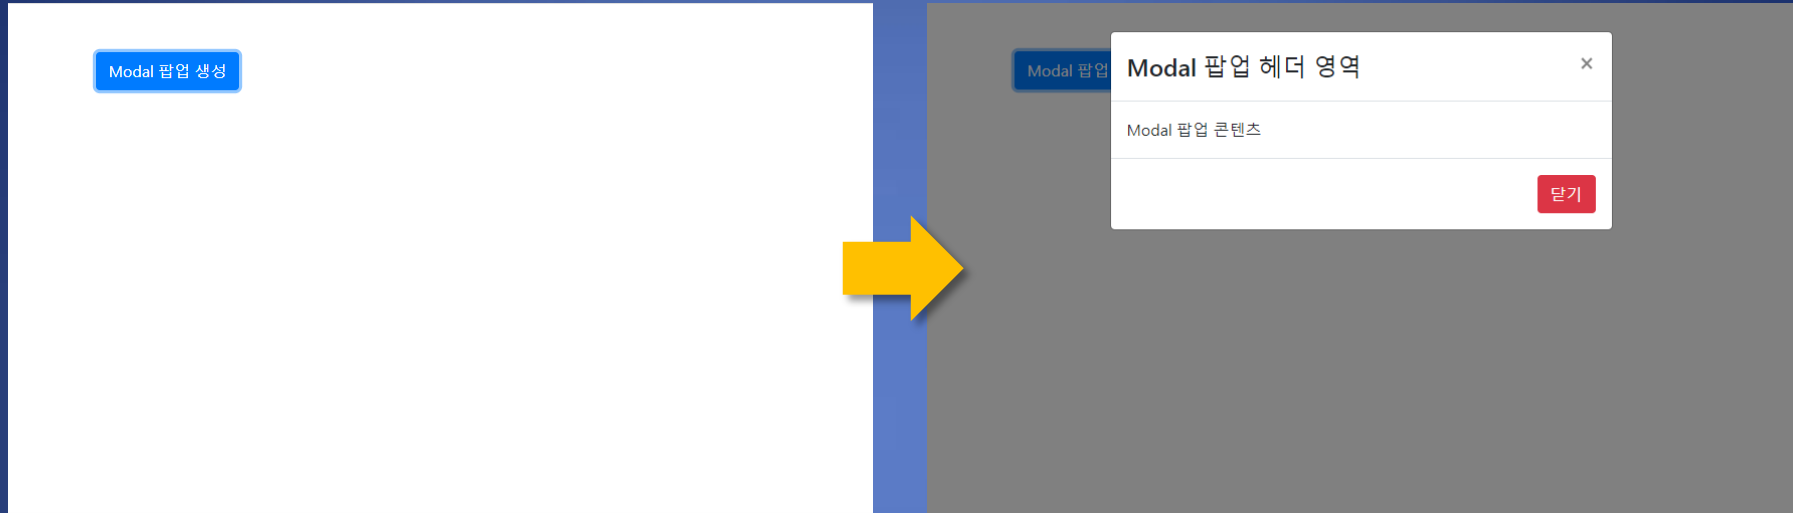 Modal 팝업 생성
Modal 팝업
Modal 팝업 헤더 영역
×
Modal 팝업 콘텐츠
닫기